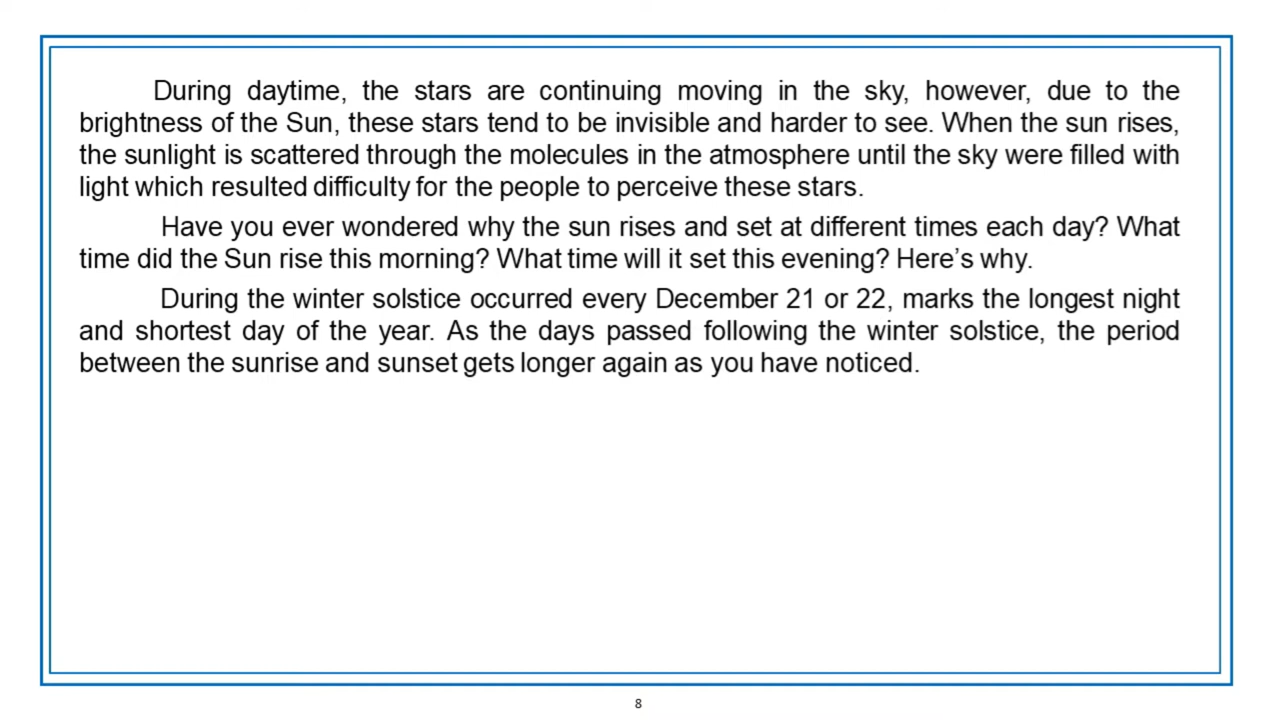 During daytime, the stars are continuing moving in the sky, however, due to the
brightness of the Sun, these stars tend to be invisible and harder to see. When the sun rises,
the sunlight is scattered through the molecules in the atmosphere until the sky were filled with
light which resulted difficulty for the people to perceive these stars.
Have you ever wondered why the sun rises and set at different times each day? What
time did the Sun rise this morning? What time will it set this evening? Here’s why.
During the winter solstice occurred every December 21 or 22, marks the longest night
and shortest day of the year. As the days passed following the winter solstice, the period
between the sunrise and sunset gets longer again as you have noticed.
8